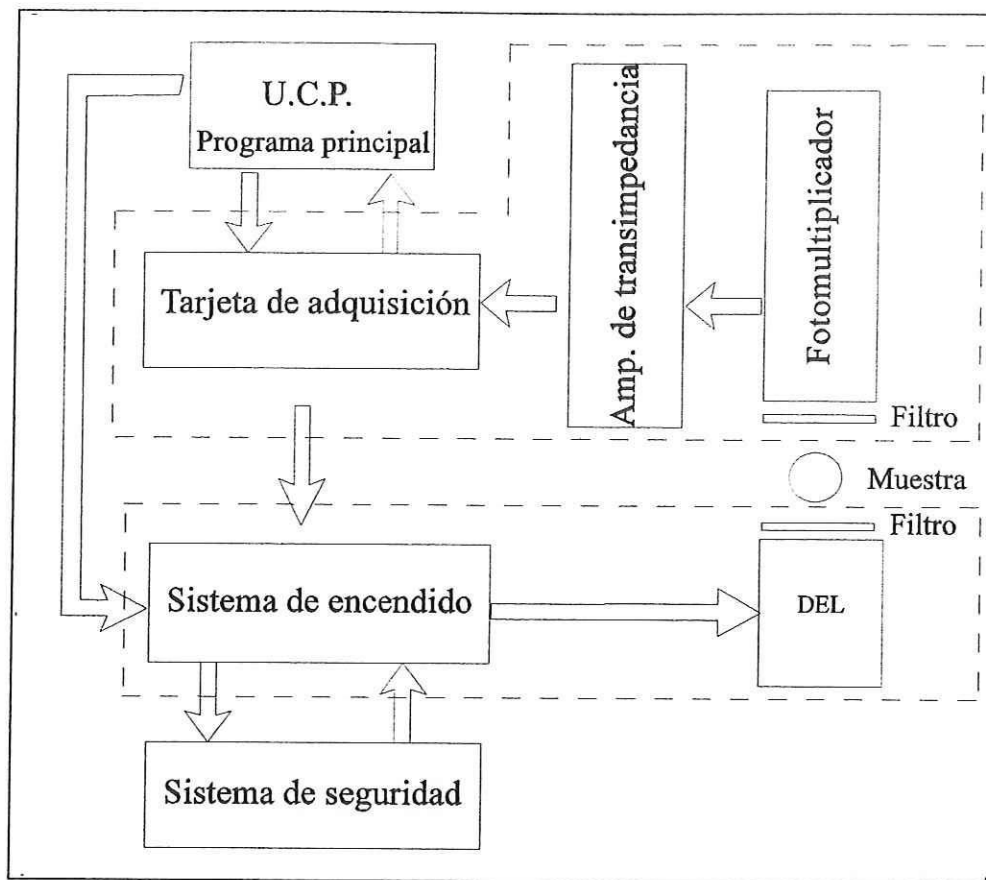 U.C.P.
Programa principal
Tarjeta de adquisición
Amp. de transimpedancia
Fotomultiplicador
Filtro
Muestra
Filtro
Sistema de encendido
DEL
Sistema de seguridad